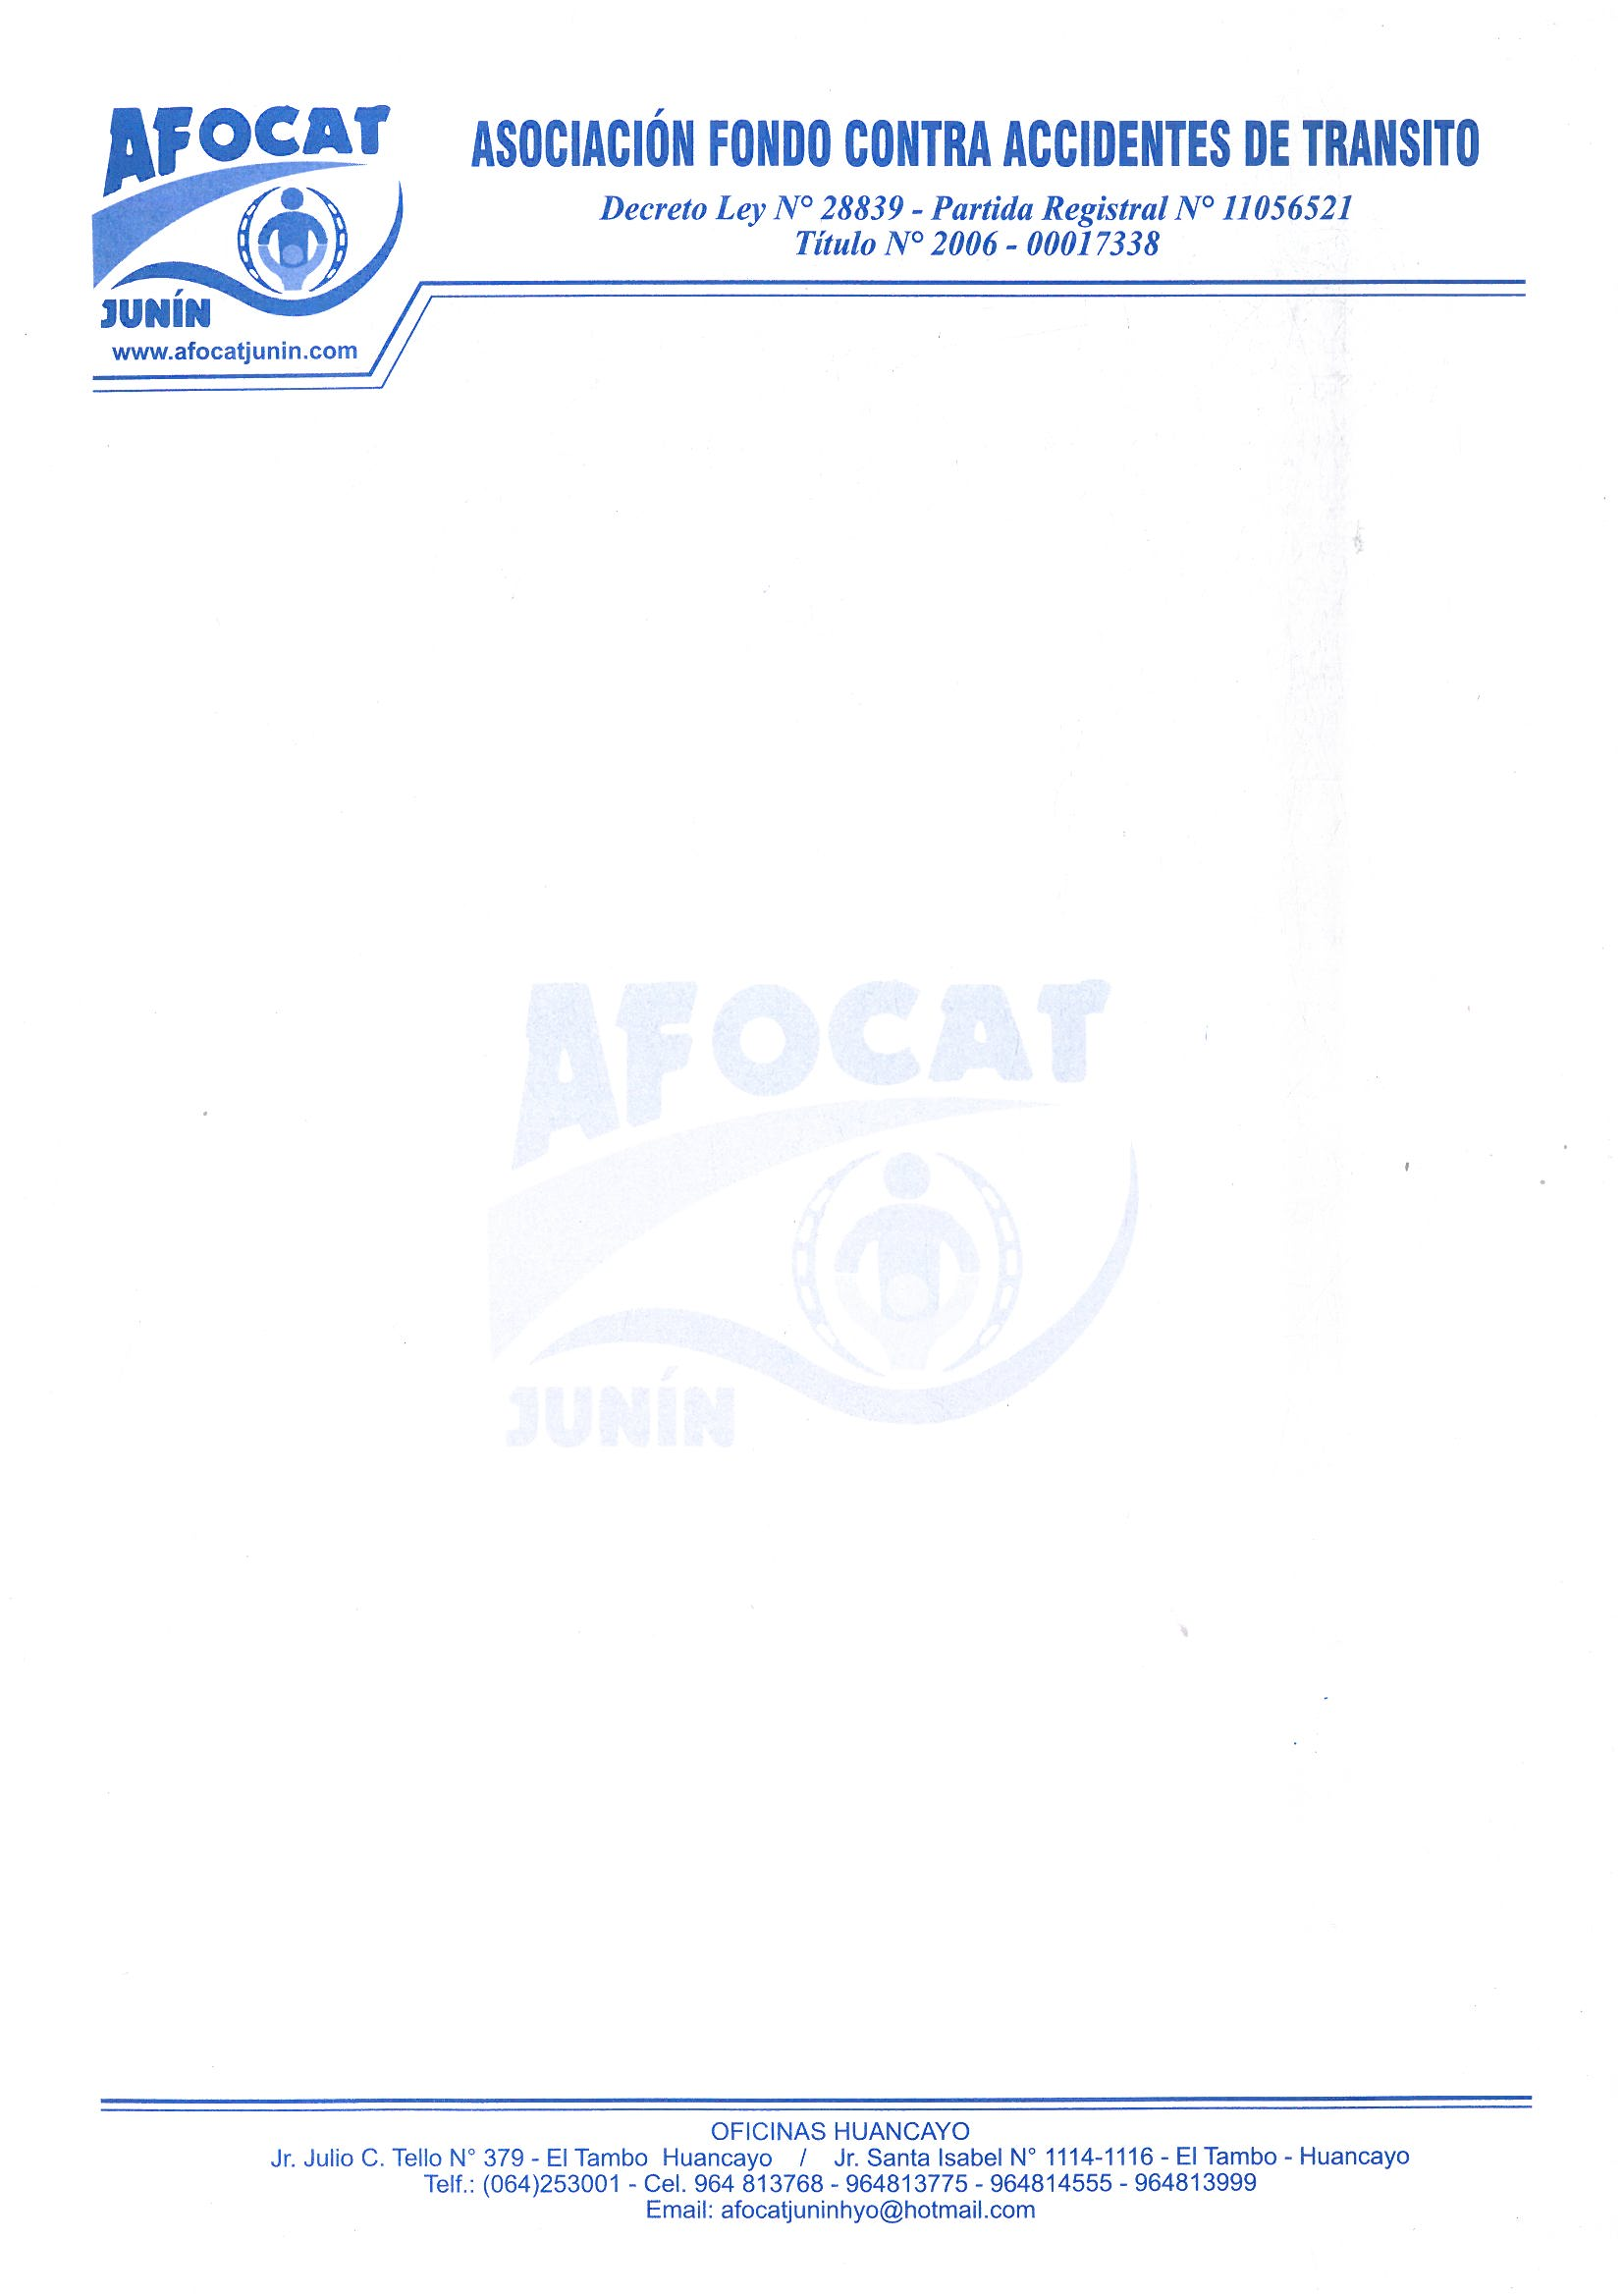 AFOCAT
JUNÍN
www.afocatjunin.com
ASOCIACIÓN FONDO CONTRA ACCIDENTES DE TRANSITO
Decreto Ley N° 28839 - Partida Registral N° 11056521
Título N° 2006 - 00017338
AFOCAT
JUNÍN
OFICINAS HUANCAYO
Jr. Julio C. Tello N° 379 - El Tambo Huancayo / Jr. Santa Isabel N° 1114-1116 - El Tambo - Huancayo
Telf.: (064)253001 - Cel. 964 813768 - 964813775 - 964814555 - 964813999
Email: afocatjuninhyo@hotmail.com